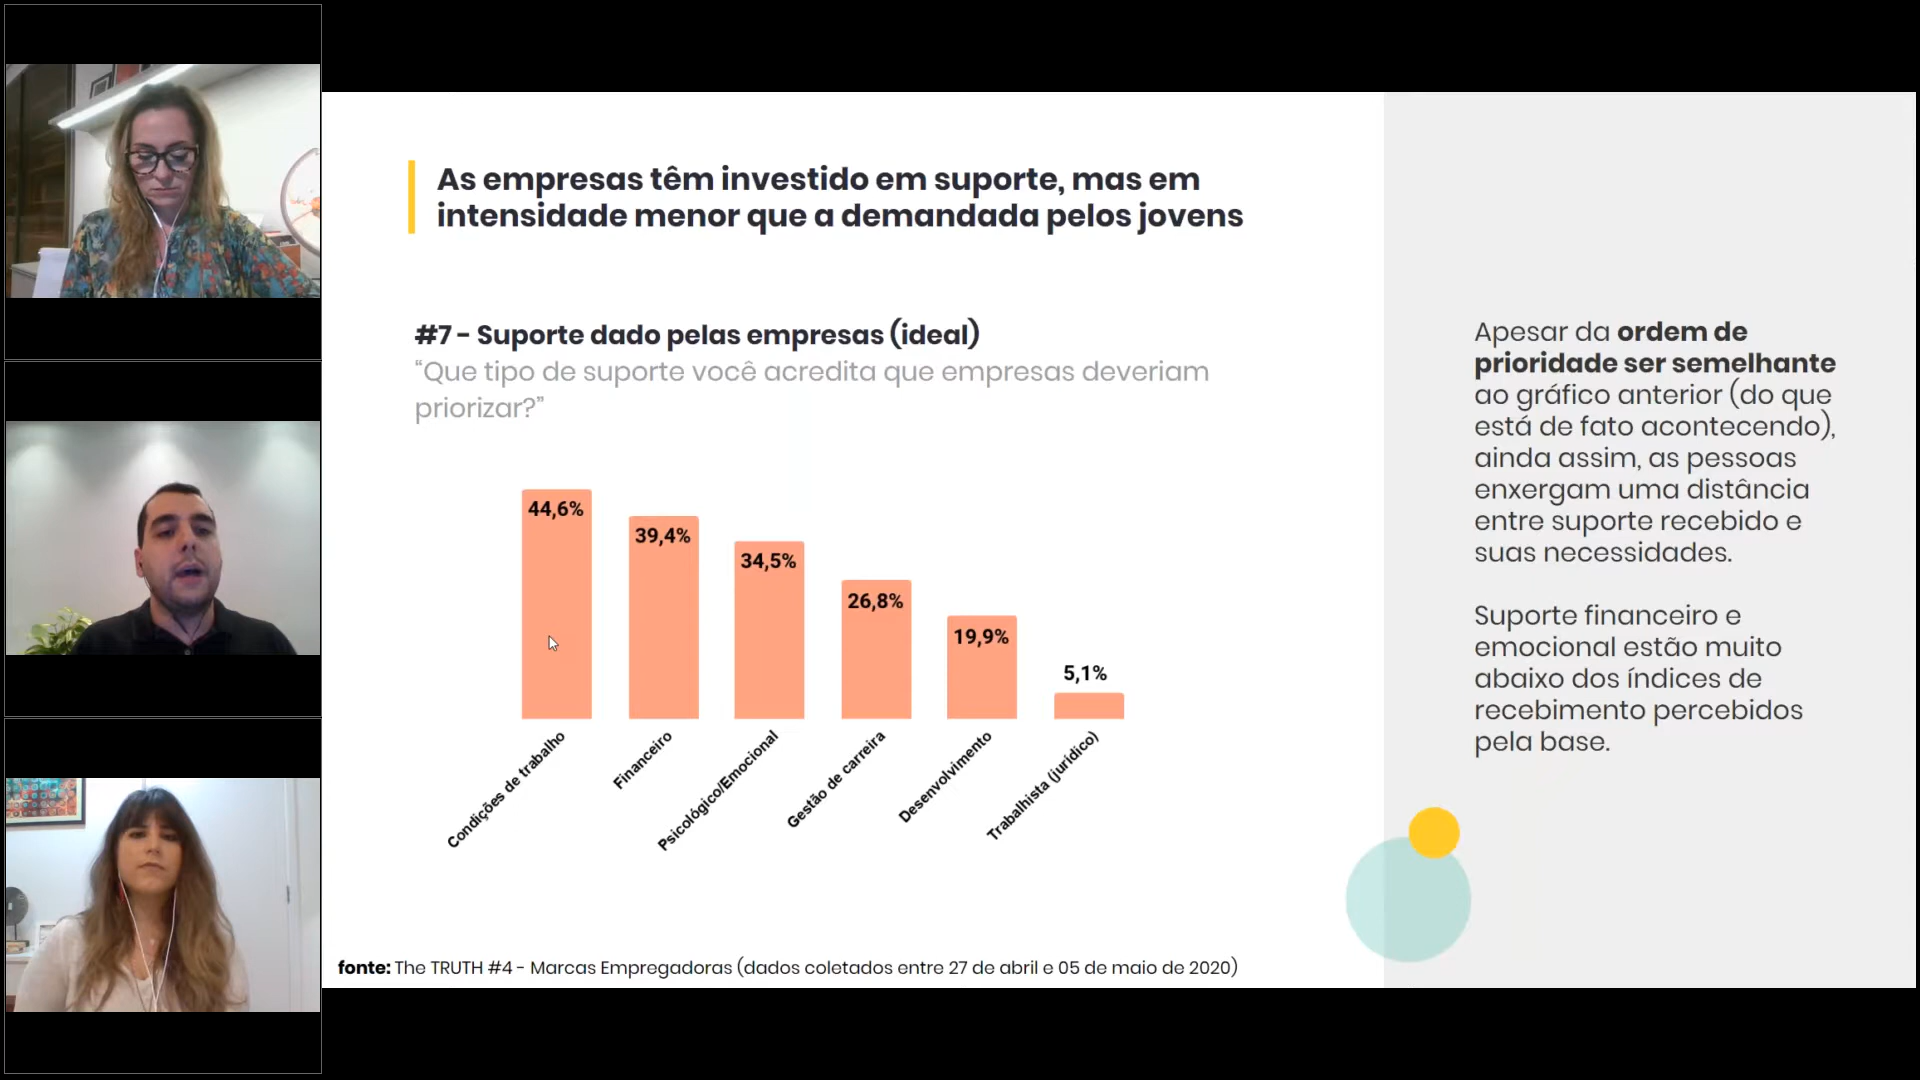 As empresas têm investido em suporte, mas em
intensidade menor que a demandada pelos jovens
#7 - Suporte dado pelas empresas (ideal)
“Que tipo de suporte você acredita que empresas deveriam
priorizar?”
44,6%
39,4%
34,5%
26,8%
19,9%
5,1%
Condições de trabalho
Financeiro
Psicológico/Emocional
Gestão de carreira
Desenvolvimento
Trabalhista (jurídico)
fonte: The TRUTH #4 - Marcas Empregadoras (dados coletados entre 27 de abril e 05 de maio de 2020)
Apesar da ordem de
prioridade ser semelhante
ao gráfico anterior (do que
está de fato acontecendo),
ainda assim, as pessoas
enxergam uma distância
entre suporte recebido e
suas necessidades.
Suporte financeiro e
emocional estão muito
abaixo dos índices de
recebimento percebidos
pela base.